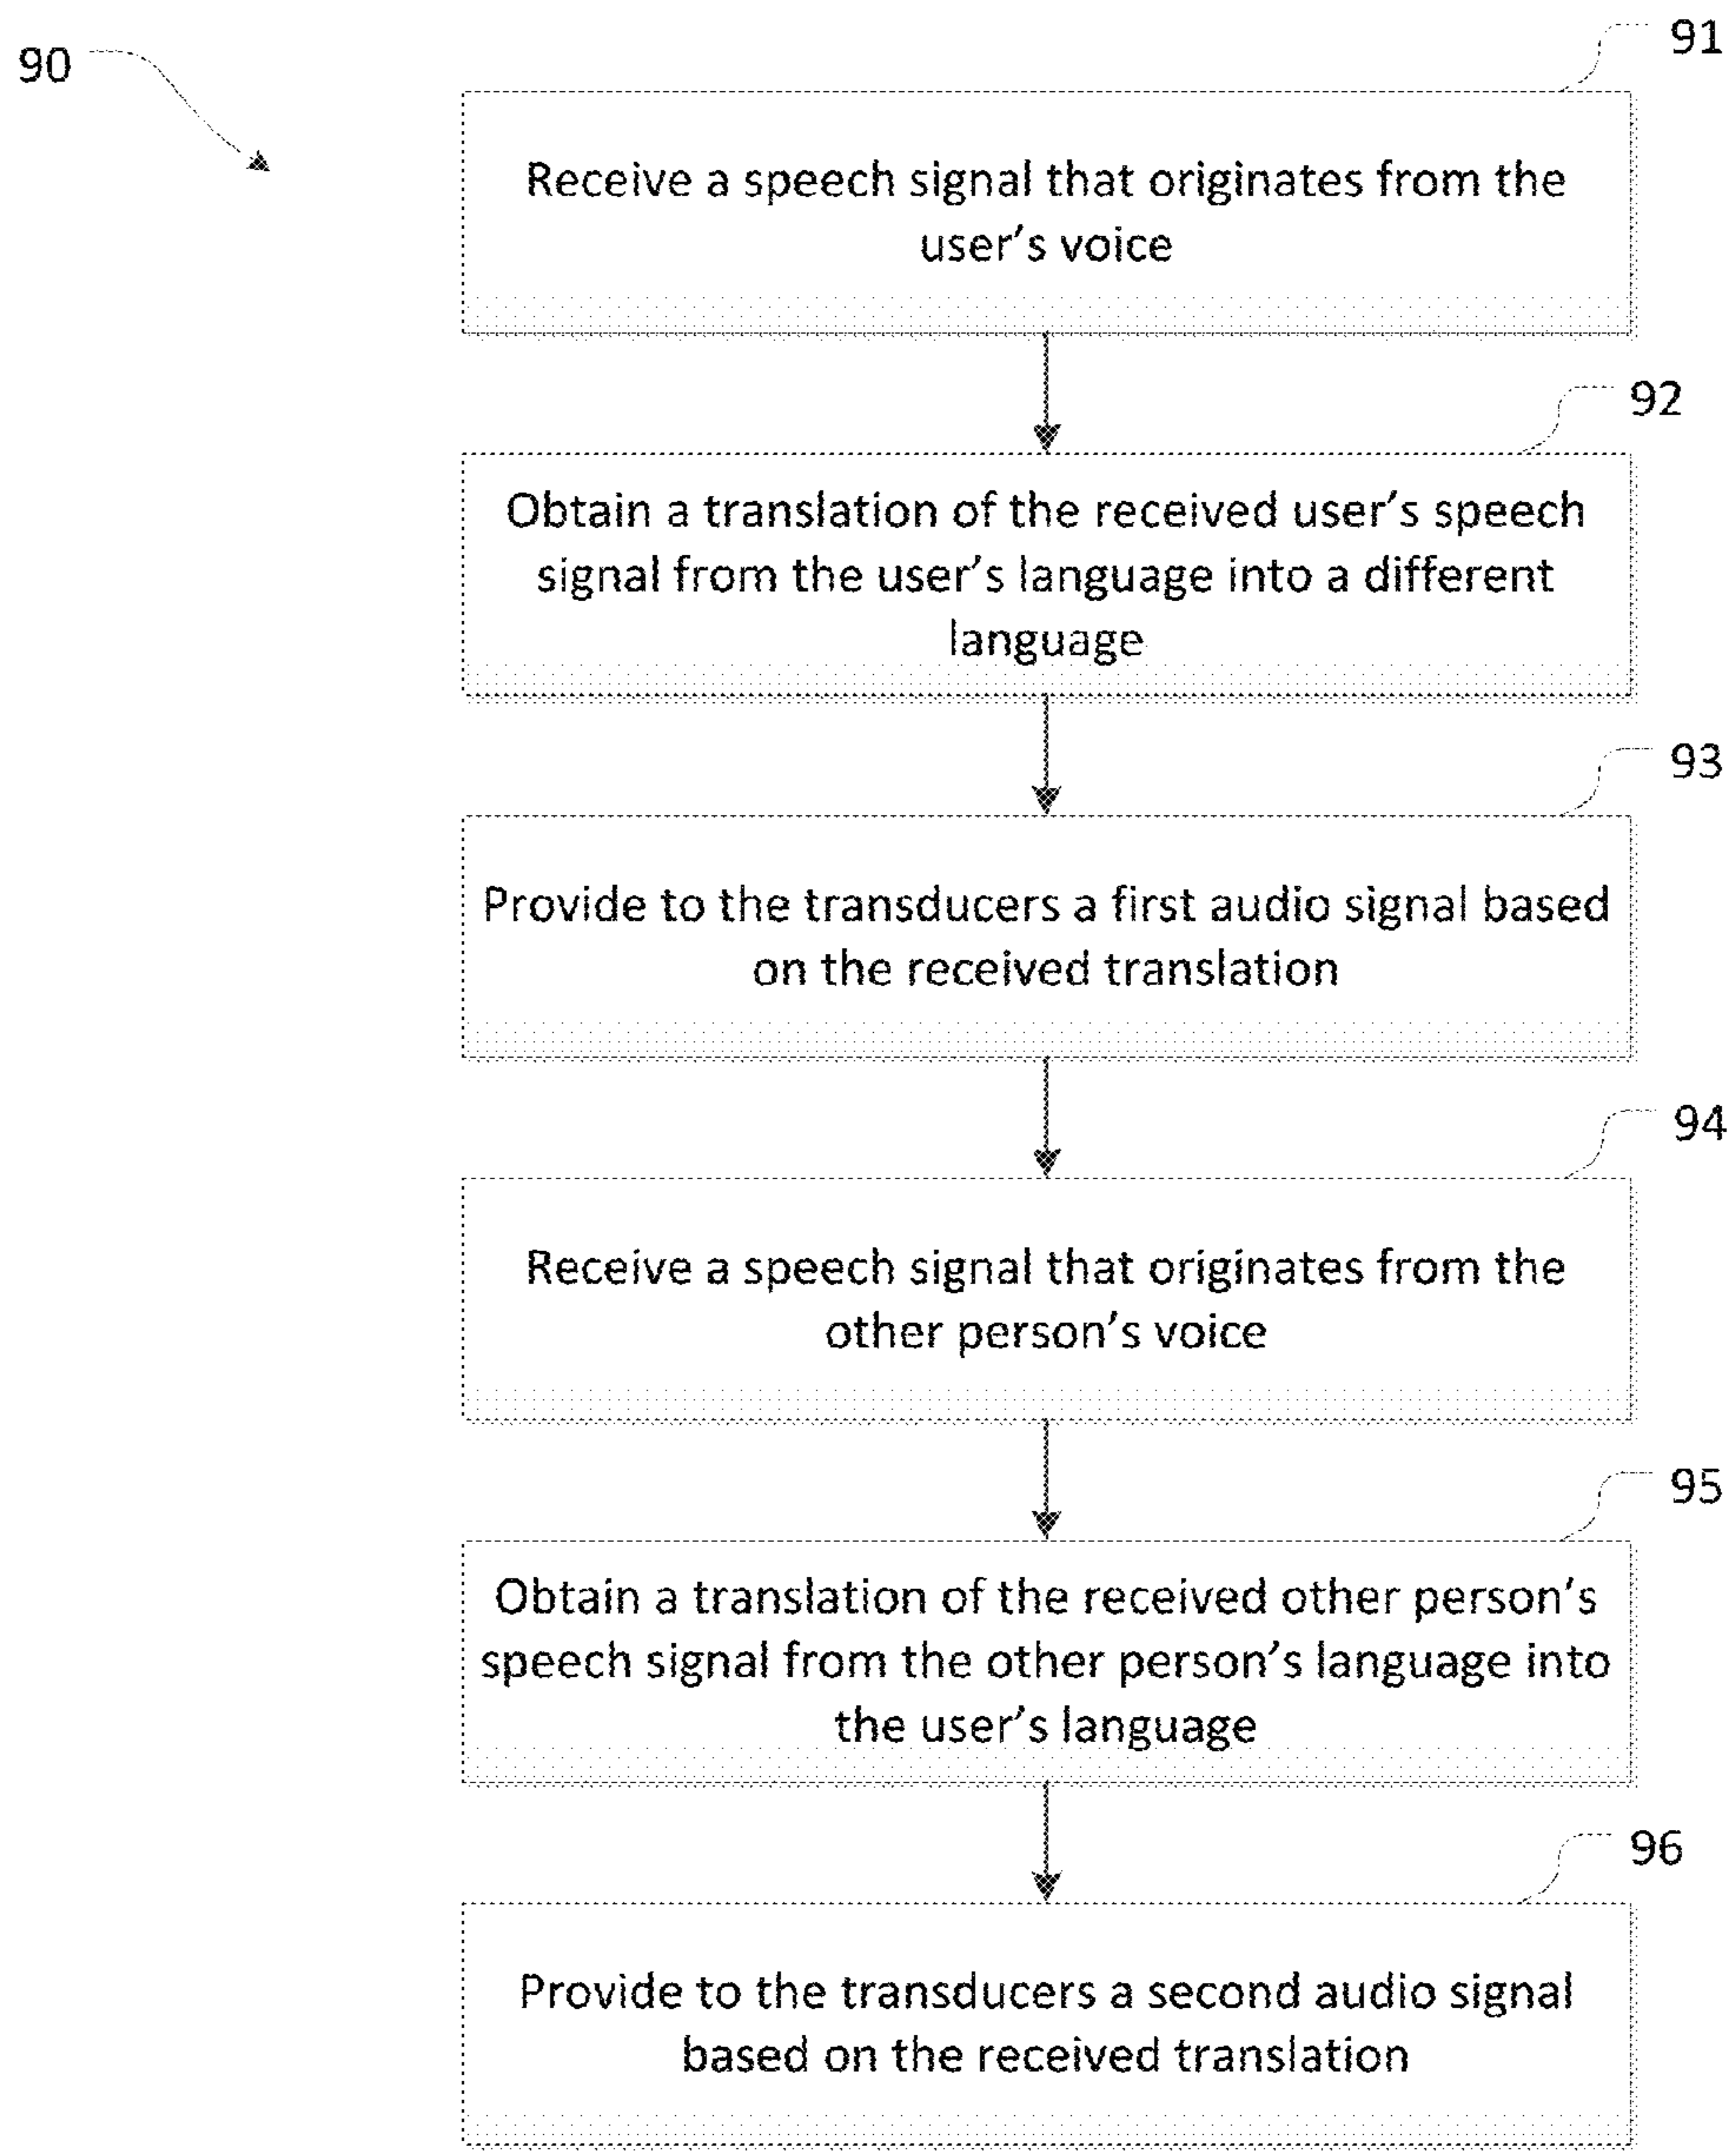 90
91
Receive a speech signal that originates from the
user's voice
92
Obtain a translation of the received user's speech
signal from the user's language into a different
language
93
Provide to the transducers a first audio signal based
on the received translation
94
Receive a speech signal that originates from the
other person's voice
95
Obtain a translation of the received other person's
speech signal from the other person's language into
the user's language
96
Provide to the transducers a second audio signal
based on the received translation